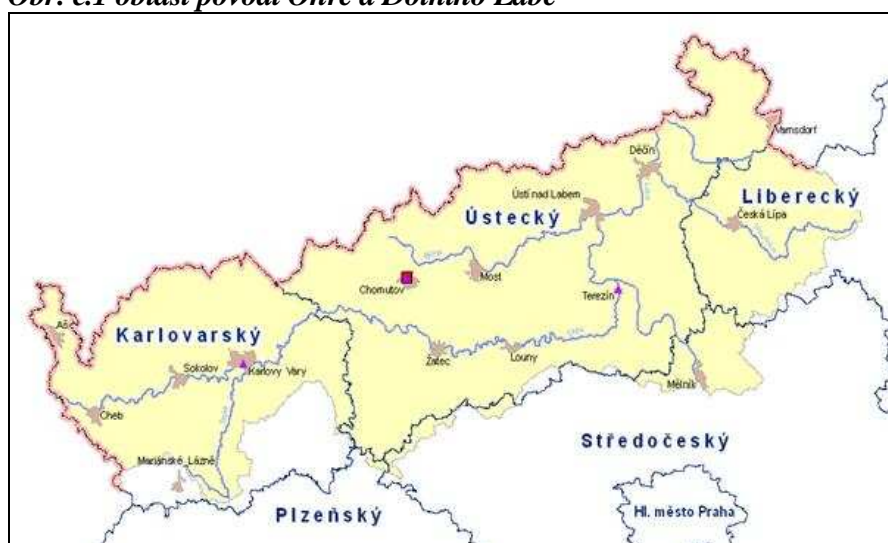 Obr. č.1 oblast povodí Ohře a Dolního Labe
Varnsdorf
Děčín
Ústí nad Labem
Liberecký
Ústecký
Česká Lípa
Most
Chomutov
Terezín
Aš
Karlovarský
Sokolov
Karlovy Vary
Žatec
Louny
Mělník
Cheb
Mariánské Lázně
Středočeský
Plzeňský
Hl. město Praha